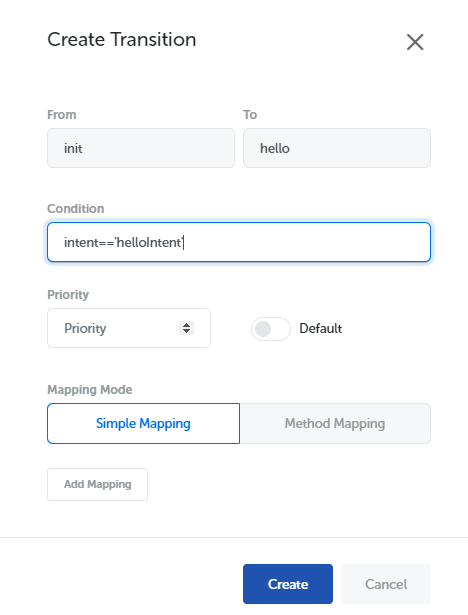 Create Transition
From To
init hello
Condition
intent=='helloIntent'
Priority
Priority Default
Mapping Mode
Simple Mapping Method Mapping
Add Mapping
Create Cancel